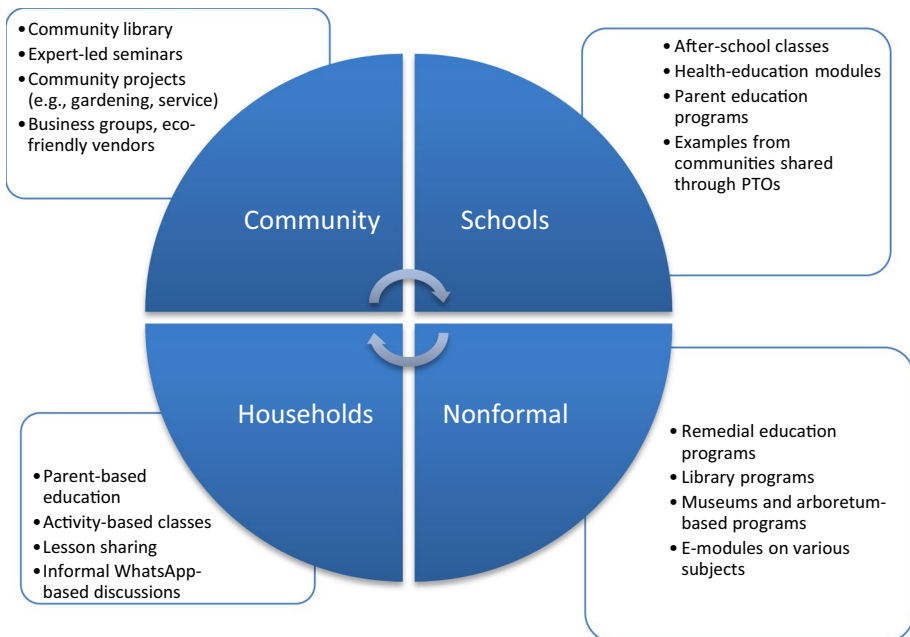 • Community library
• Expert-led seminars
• Community projects
(e.g., gardening, service)
• Business groups, eco-
friendly vendors
• After-school classes
• Health-education modules
• Parent education
programs
• Examples from
communities shared
through PTOs
Community
Schools
Households
Nonformal
• Parent-based
education
• Activity-based classes
• Lesson sharing
• Informal WhatsApp-
based discussions
• Remedial education
programs
• Library programs
• Museums and arboretum-
based programs
• E-modules on various
subjects